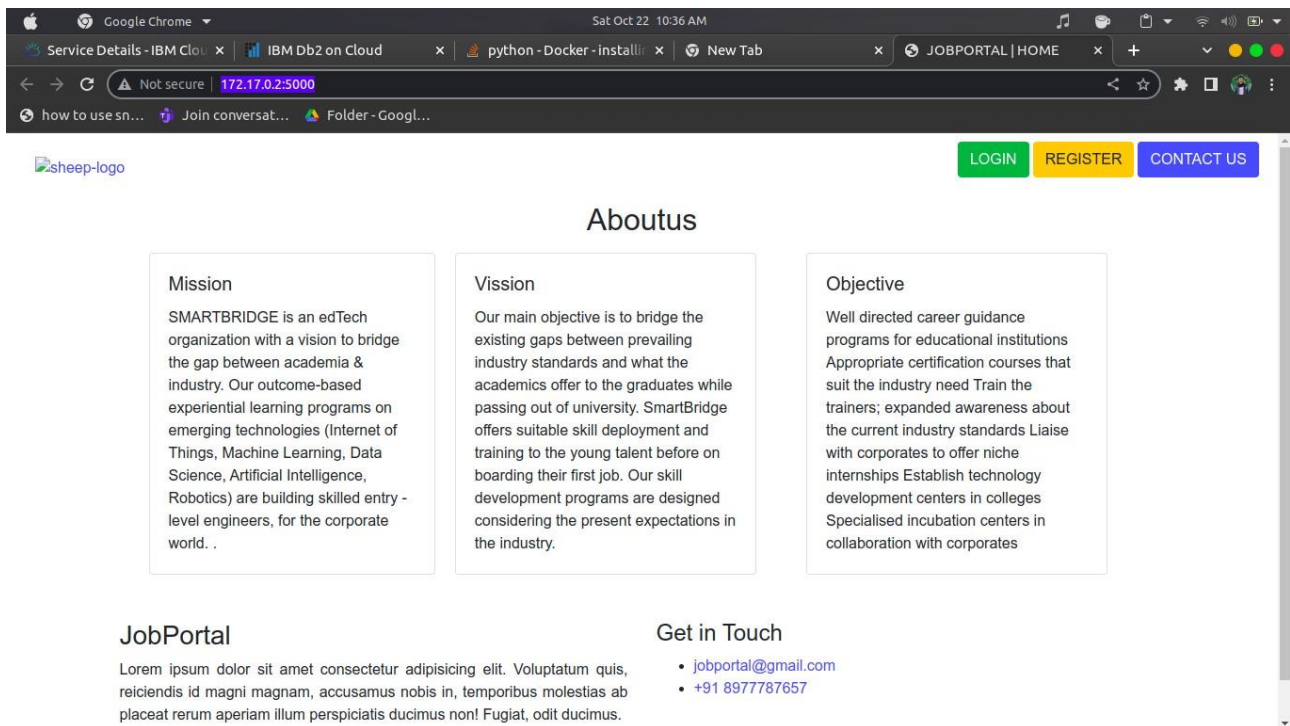 Google Chrome
Sat Oct 22 10:36 AM
Service Details - IBM Clou
IBM Db2 on Cloud
python - Docker - installin
New Tab
JOBPORTAL | HOME
Not secure | 172.17.0.2:5000
how to use sn...
Join conversat...
Folder - Googl...
sheep-logo
LOGIN
REGISTER
CONTACT US
Aboutus
Mission
SMARTBRIDGE is an edTech
organization with a vision to bridge
the gap between academia &
industry. Our outcome-based
experiential learning programs on
emerging technologies (Internet of
Things, Machine Learning, Data
Science, Artificial Intelligence,
Robotics) are building skilled entry -
level engineers, for the corporate
world. .
Vission
Our main objective is to bridge the
existing gaps between prevailing
industry standards and what the
academics offer to the graduates while
passing out of university. SmartBridge
offers suitable skill deployment and
training to the young talent before on
boarding their first job. Our skill
development programs are designed
considering the present expectations in
the industry.
Objective
Well directed career guidance
programs for educational institutions
Appropriate certification courses that
suit the industry need Train the
trainers; expanded awareness about
the current industry standards Liaise
with corporates to offer niche
internships Establish technology
development centers in colleges
Specialised incubation centers in
collaboration with corporates
JobPortal
Lorem ipsum dolor sit amet consectetur adipisicing elit. Voluptatum quis,
reiciendis id magni magnam, accusamus nobis in, temporibus molestias ab
placeat rerum aperiam illum perspiciatis ducimus non! Fugiat, odit ducimus.
Get in Touch
• jobportal@gmail.com
• +91 8977787657